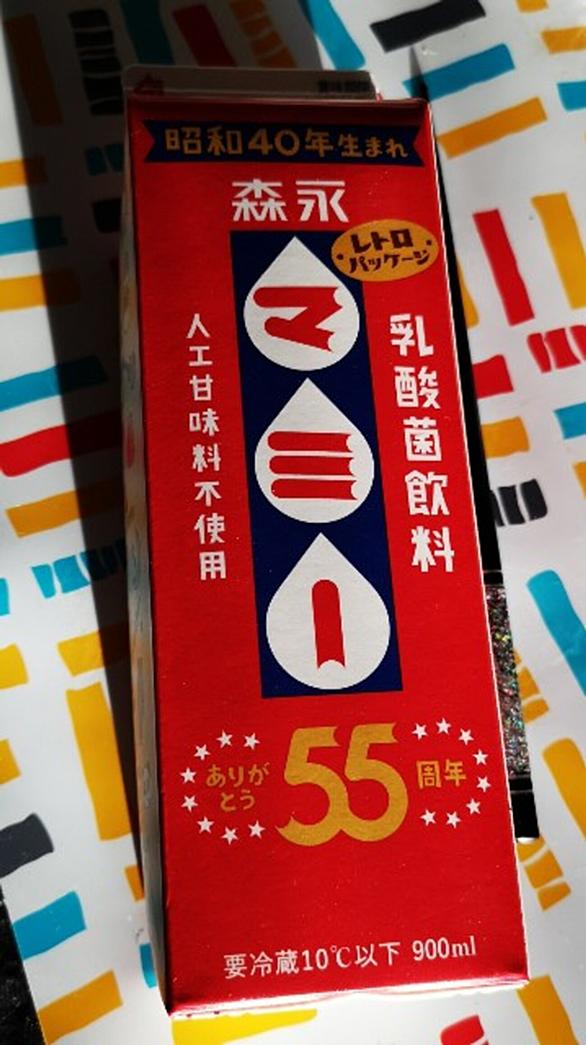 昭和40年生まれ
森永
レトロ
パッケージ
マミー
乳酸菌飲料
人工甘味料不使用
ありが
とう
55
周年
要冷蔵10℃以下 900ml